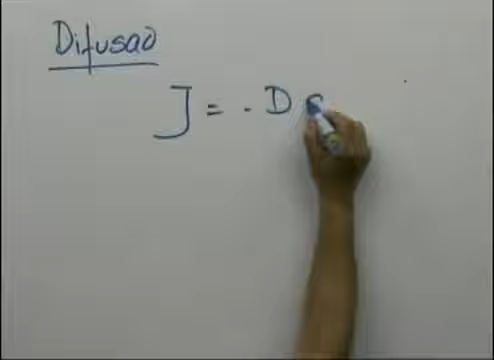 Difusao
J = - D